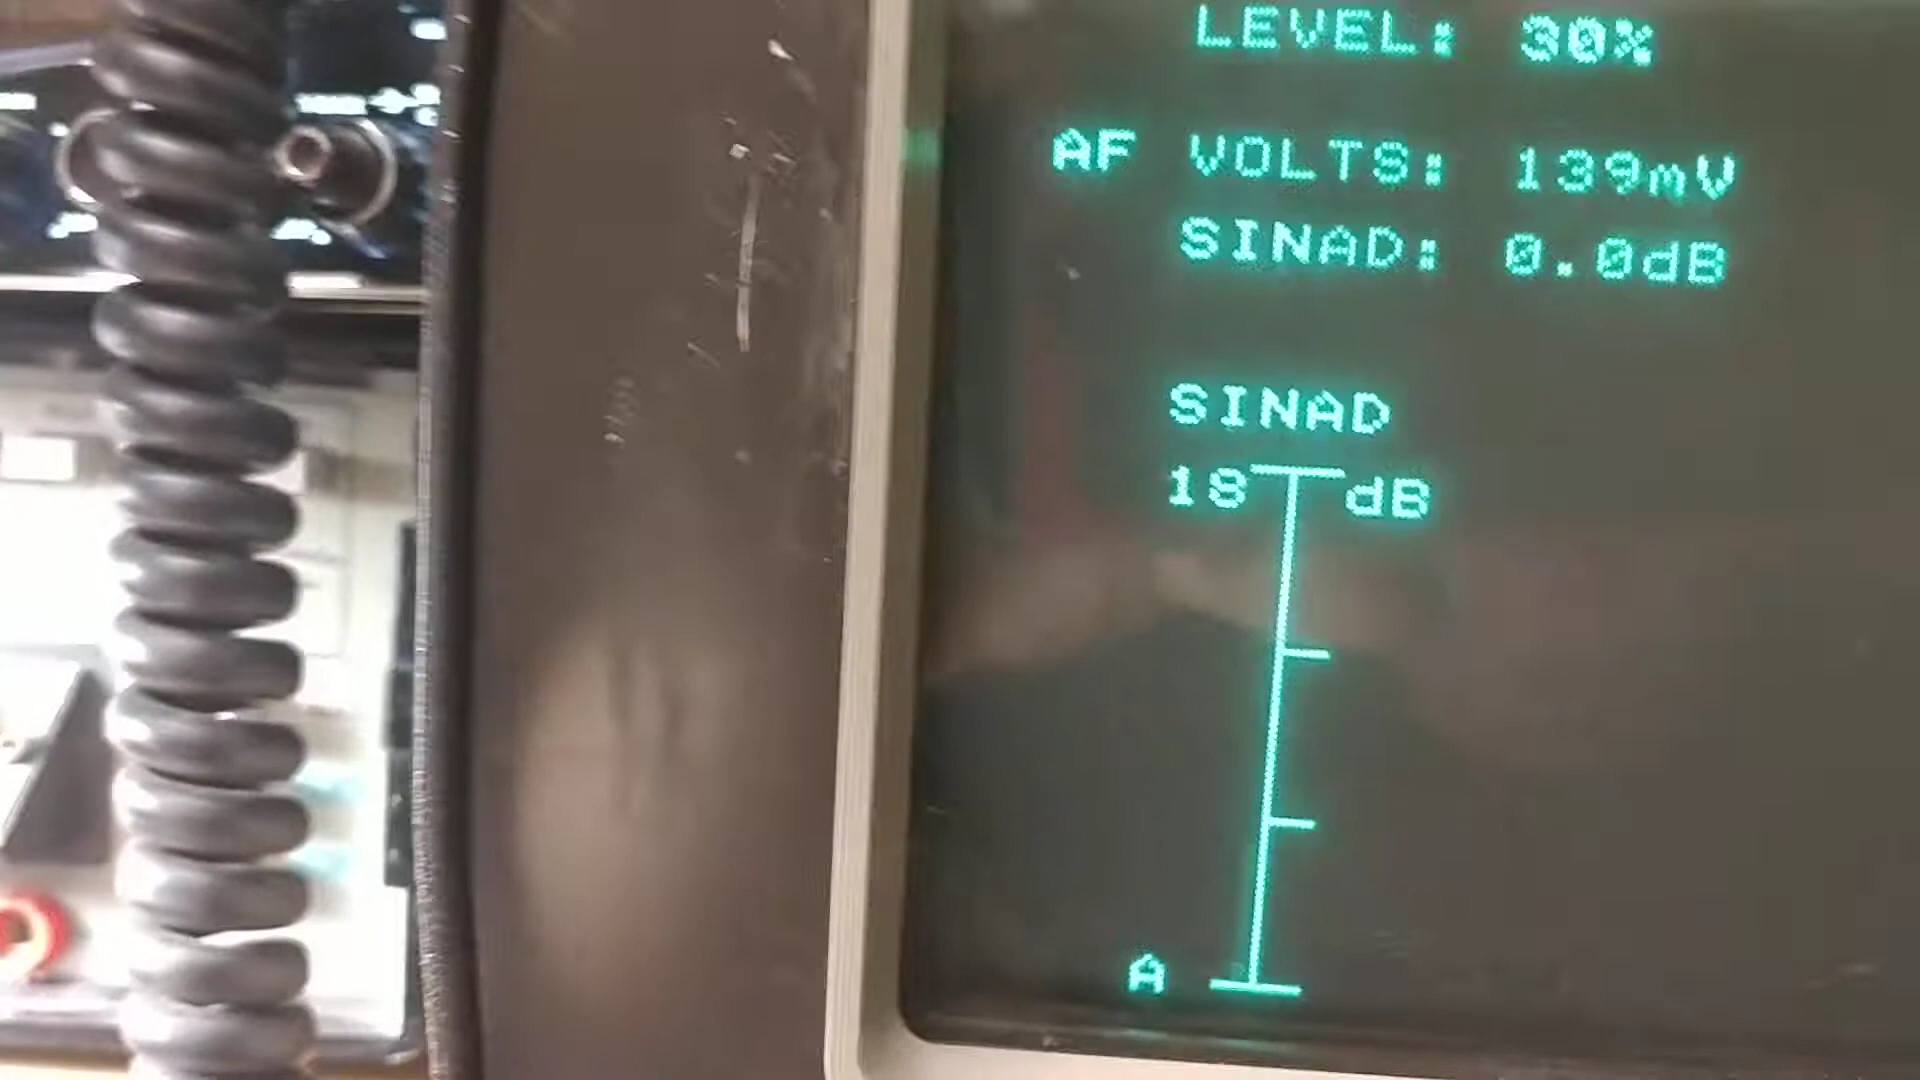 LEVEL: 30%
AF VOLTS: 139mV
SINAD: 0.0dB
SINAD
18 dB
A